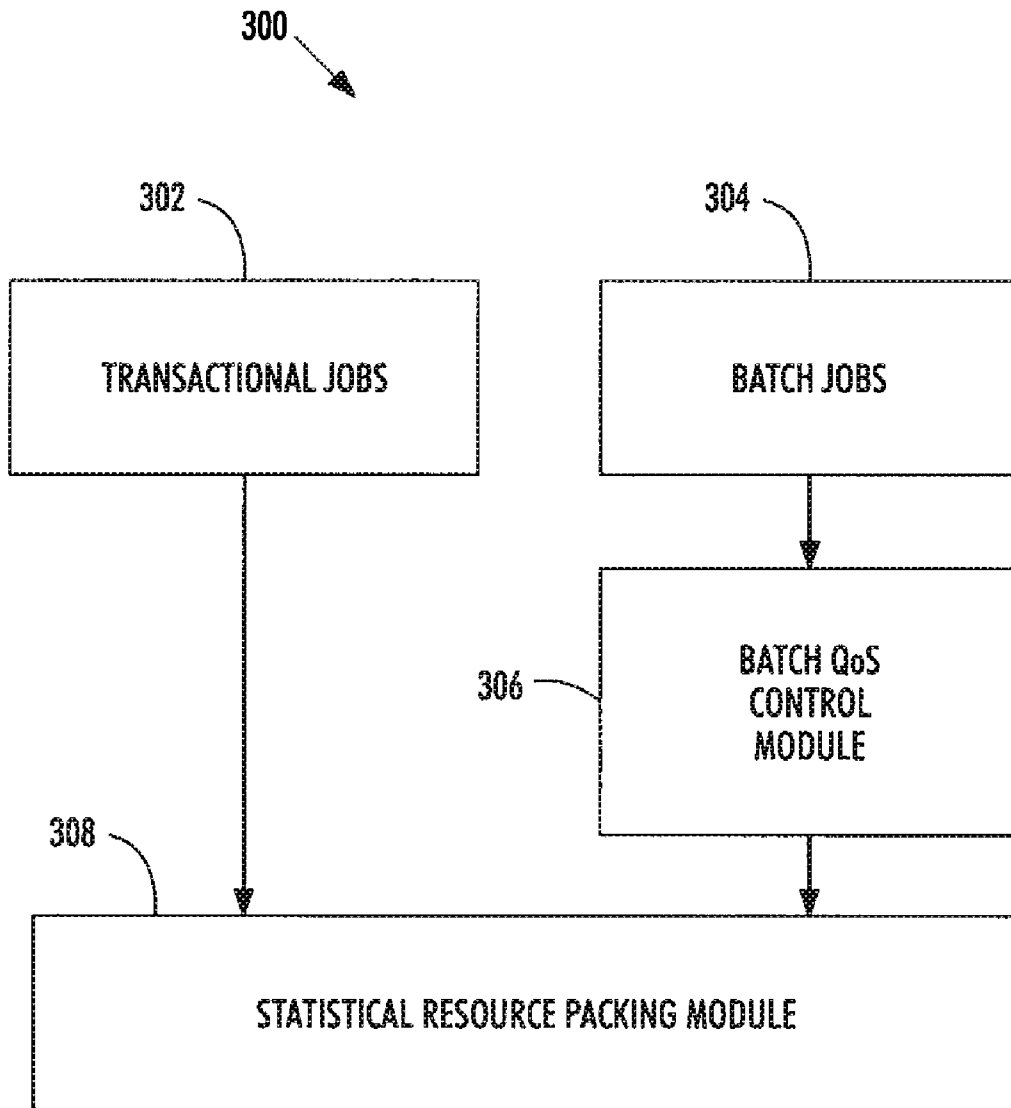 300
302
304
TRANSACTIONAL JOBS
BATCH JOBS
306
BATCH QoS
CONTROL
MODULE
308
STATISTICAL RESOURCE PACKING MODULE